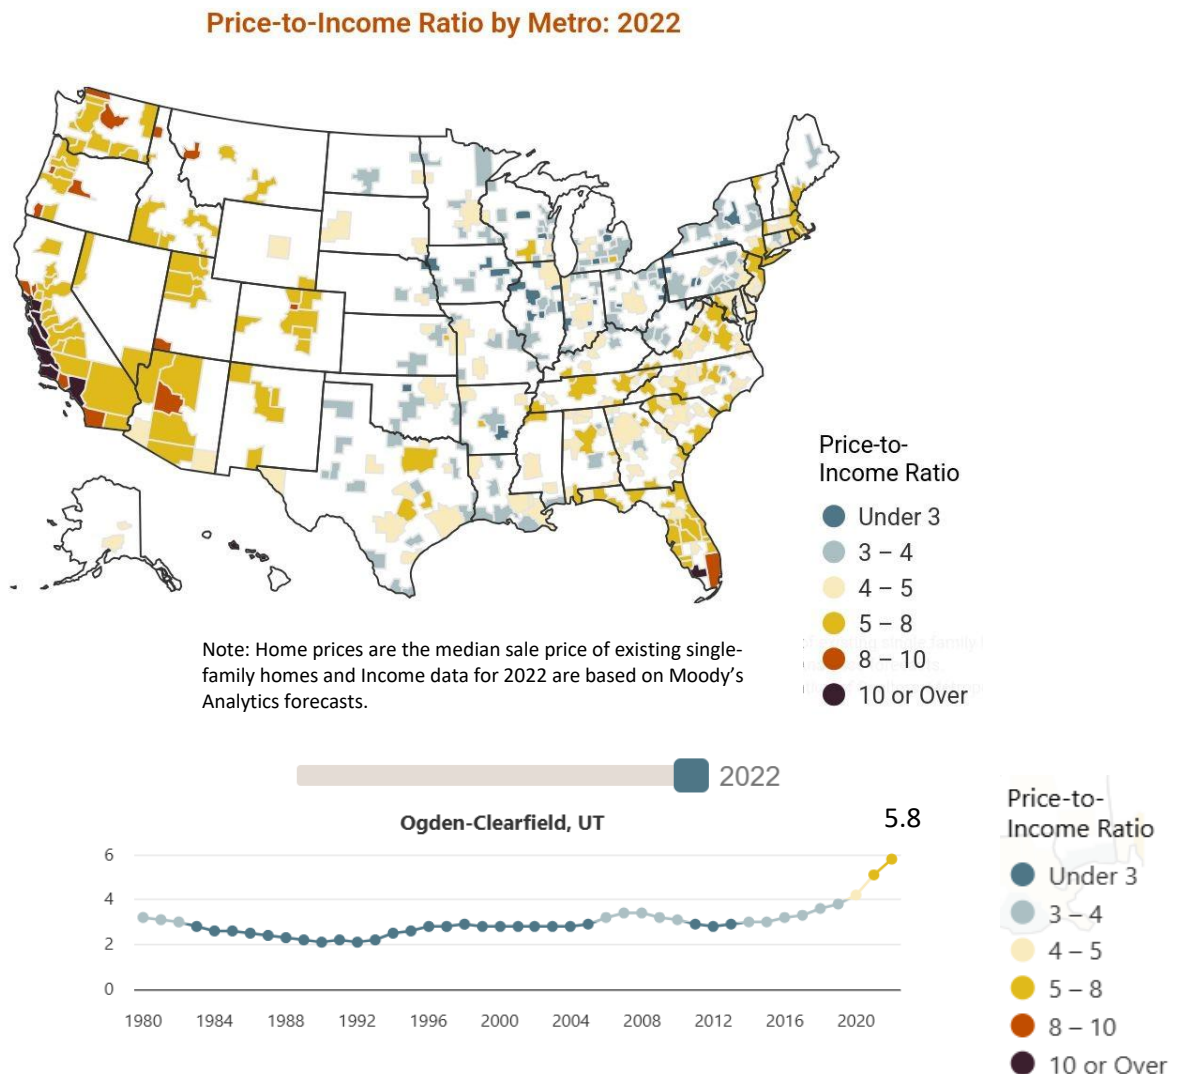 Price-to-Income Ratio by Metro: 2022
Price-to-
Income Ratio
Under 3
3 – 4
4 – 5
5 – 8
8 – 10
10 or Over
Note: Home prices are the median sale price of existing single-
family homes and Income data for 2022 are based on Moody’s
Analytics forecasts.
2022
Ogden-Clearfield, UT
5.8
6
4
2
0
1980 1984 1988 1992 1996 2000 2004 2008 2012 2016 2020
Price-to-
Income Ratio
Under 3
3 – 4
4 – 5
5 – 8
8 – 10
10 or Over